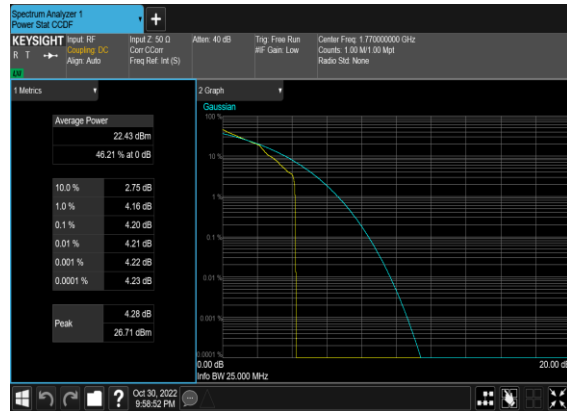 Spectrum Analyzer 1
Power Stat CCDF
KEYSIGHT
R T
LV
Input: RF
Coupling: DC
Align: Auto
Input Z: 50 Ω
Corr CCorr
Freq Ref: Int (S)
Atten: 40 dB
Trig: Free Run
#IF Gain: Low
Center Freq: 1.770000000 GHz
Counts: 1.00 M/1.00 Mpt
Radio Std: None
1 Metrics
Average Power
22.43 dBm
46.21 % at 0 dB
10.0 % 2.75 dB
1.0 % 4.16 dB
0.1 % 4.20 dB
0.01 % 4.21 dB
0.001 % 4.22 dB
0.0001 % 4.23 dB
Peak
4.28 dB
26.71 dBm
2 Graph
Gaussian
100 %
10 %
1 %
0.1 %
0.01 %
0.001 %
0.0001 %
0.00 dB
20.00 dB
Info BW 25.000 MHz
?
Oct 30, 2022
9:58:52 PM